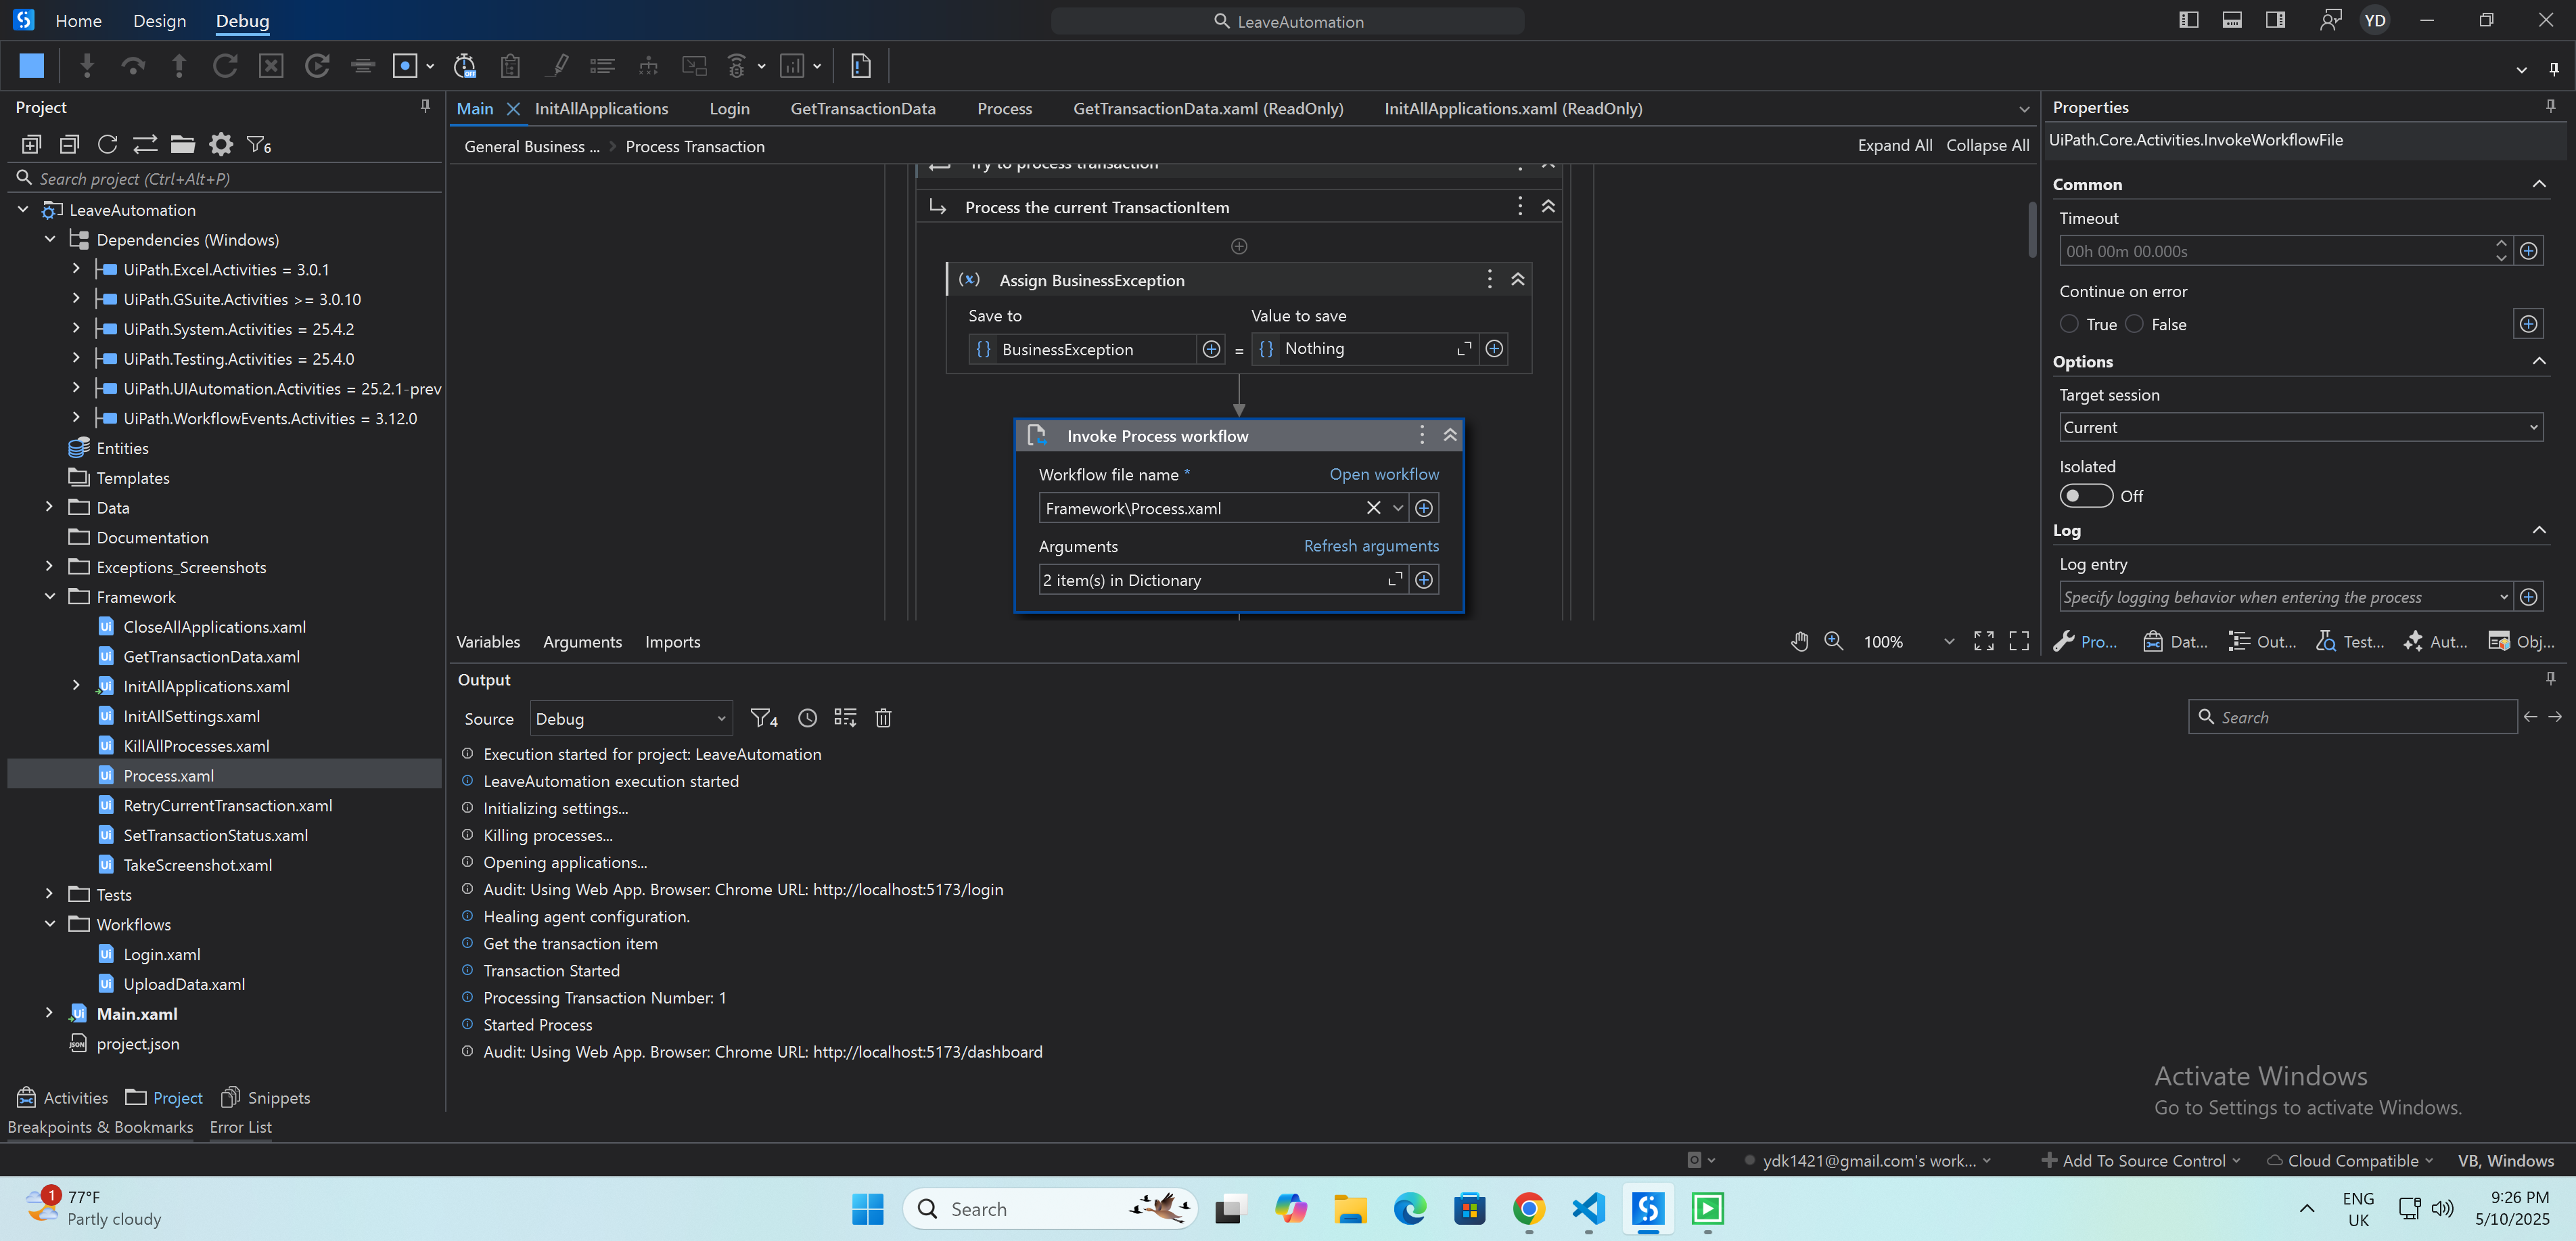 Home Design Debug
LeaveAutomation
YD
Project
Main InitAllApplications Login GetTransactionData Process GetTransactionData.xaml (ReadOnly) InitAllApplications.xaml (ReadOnly)
Properties
6
General Business ... Process Transaction
Expand All Collapse All
UiPath.Core.Activities.InvokeWorkflowFile
Search project (Ctrl+Alt+P)
LeaveAutomation
Dependencies (Windows)
UiPath.Excel.Activities = 3.0.1
UiPath.GSuite.Activities >= 3.0.10
UiPath.System.Activities = 25.4.2
UiPath.Testing.Activities = 25.4.0
UiPath.UIAutomation.Activities = 25.2.1-prev
UiPath.WorkflowEvents.Activities = 3.12.0
Entities
Templates
Data
Documentation
Exceptions_Screenshots
Framework
CloseAllApplications.xaml
GetTransactionData.xaml
InitAllApplications.xaml
InitAllSettings.xaml
KillAllProcesses.xaml
Process.xaml
RetryCurrentTransaction.xaml
SetTransactionStatus.xaml
TakeScreenshot.xaml
Tests
Workflows
Login.xaml
UploadData.xaml
Main.xaml
project.json
Activities Project Snippets
Breakpoints & Bookmarks Error List
Try to process transaction
Process the current TransactionItem
(x) Assign BusinessException
Save to Value to save
{} BusinessException = {} Nothing
Invoke Process workflow
Workflow file name * Open workflow
Framework\Process.xaml
Arguments Refresh arguments
2 item(s) in Dictionary
Variables Arguments Imports
100%
Common
Timeout
00h 00m 00.000s
Continue on error
True False
Options
Target session
Current
Isolated
Off
Log
Log entry
Specify logging behavior when entering the process
Pro... Dat... Out... Test... Aut... Obj...
Output
Source Debug 4
Search
Execution started for project: LeaveAutomation
LeaveAutomation execution started
Initializing settings...
Killing processes...
Opening applications...
Audit: Using Web App. Browser: Chrome URL: http://localhost:5173/login
Healing agent configuration.
Get the transaction item
Transaction Started
Processing Transaction Number: 1
Started Process
Audit: Using Web App. Browser: Chrome URL: http://localhost:5173/dashboard
Activate Windows
Go to Settings to activate Windows.
ydk1421@gmail.com's work... Add To Source Control Cloud Compatible VB, Windows
1
77°F
Partly cloudy
Search
ENG
UK
9:26 PM
5/10/2025